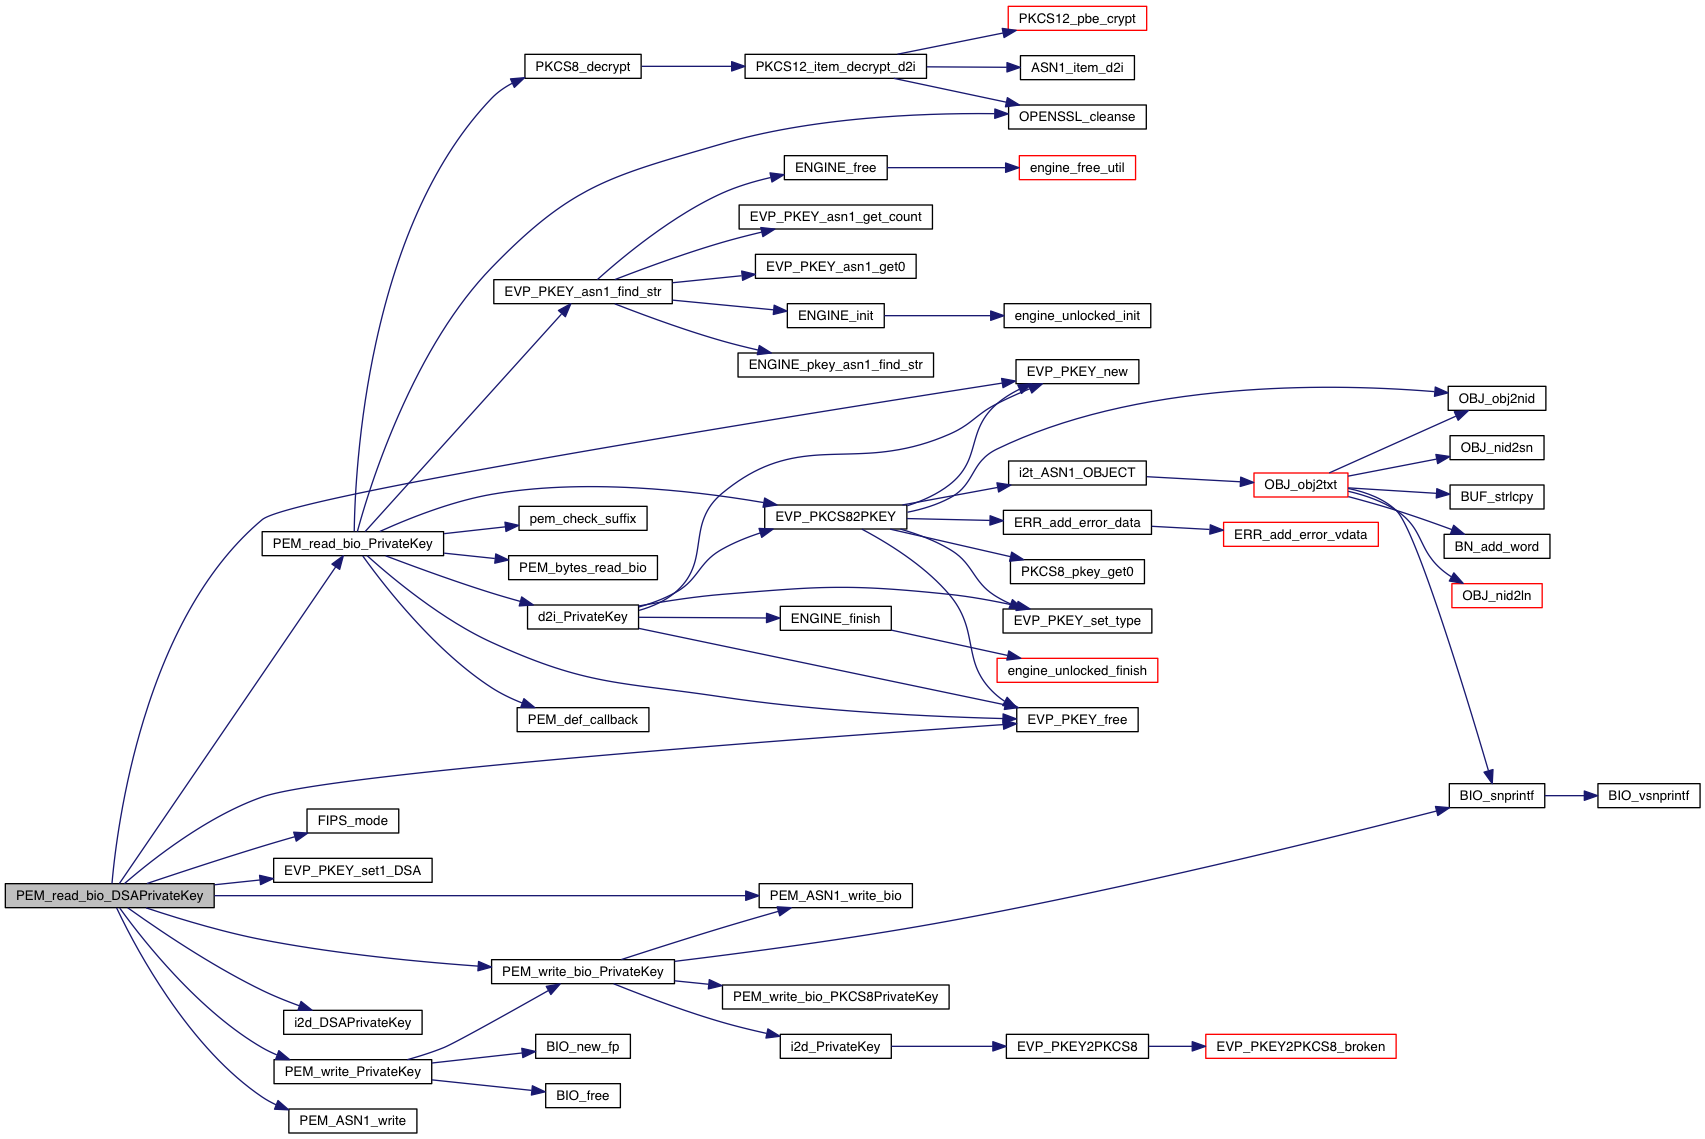 PKCS12_pbe_crypt
PKCS8_decrypt
PKCS12_item_decrypt_d2i
ASN1_item_d2i
OPENSSL_cleanse
ENGINE_free
engine_free_util
EVP_PKEY_asn1_get_count
EVP_PKEY_asn1_get0
EVP_PKEY_asn1_find_str
ENGINE_init
engine_unlocked_init
ENGINE_pkey_asn1_find_str
EVP_PKEY_new
OBJ_obj2nid
OBJ_nid2sn
i2t_ASN1_OBJECT
OBJ_obj2txt
BUF_strlcpy
pem_check_suffix
EVP_PKCS82PKEY
ERR_add_error_data
ERR_add_error_vdata
PEM_read_bio_PrivateKey
BN_add_word
PEM_bytes_read_bio
PKCS8_pkey_get0
OBJ_nid2ln
d2i_PrivateKey
ENGINE_finish
EVP_PKEY_set_type
engine_unlocked_finish
PEM_def_callback
EVP_PKEY_free
BIO_snprintf
BIO_vsnprintf
FIPS_mode
EVP_PKEY_set1_DSA
PEM_read_bio_DSAPrivateKey
PEM_ASN1_write_bio
PEM_write_bio_PrivateKey
PEM_write_bio_PKCS8PrivateKey
i2d_DSAPrivateKey
BIO_new_fp
i2d_PrivateKey
EVP_PKEY2PKCS8
EVP_PKEY2PKCS8_broken
PEM_write_PrivateKey
BIO_free
PEM_ASN1_write